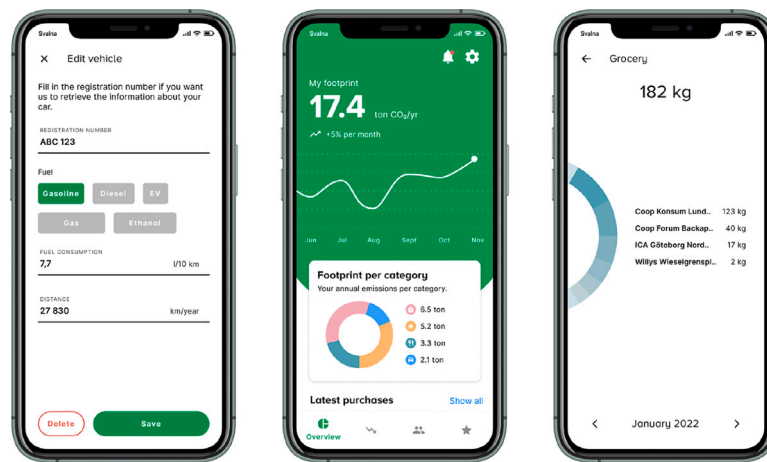 Svalna
Edit vehicle
Fill in the registration number if you want
us to retrieve the information about your
car.
REGISTRATION NUMBER
ABC 123
Fuel
Gasoline Diesel EV
Gas Ethanol
FUEL CONSUMPTION
7,7 l/10 km
DISTANCE
27 830 km/year
Delete Save
Svalna
My footprint
17.4 ton CO₂/yr
+5% per month
Jun Jul Aug Sept Oct Nov
Footprint per category
Your annual emissions per category.
6.5 ton
5.2 ton
3.3 ton
2.1 ton
Latest purchases Show all
Overview
Svalna
Grocery
182 kg
Coop Konsum Lund.. 123 kg
Coop Forum Backap.. 40 kg
ICA Göteborg Nord.. 17 kg
Willys Wieselgrenspl.. 2 kg
January 2022